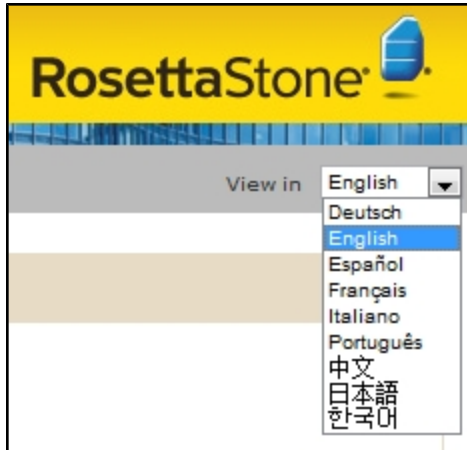 RosettaStone
View in English
Deutsch
English
Español
Français
Italiano
Português
中文
日本語
한국어